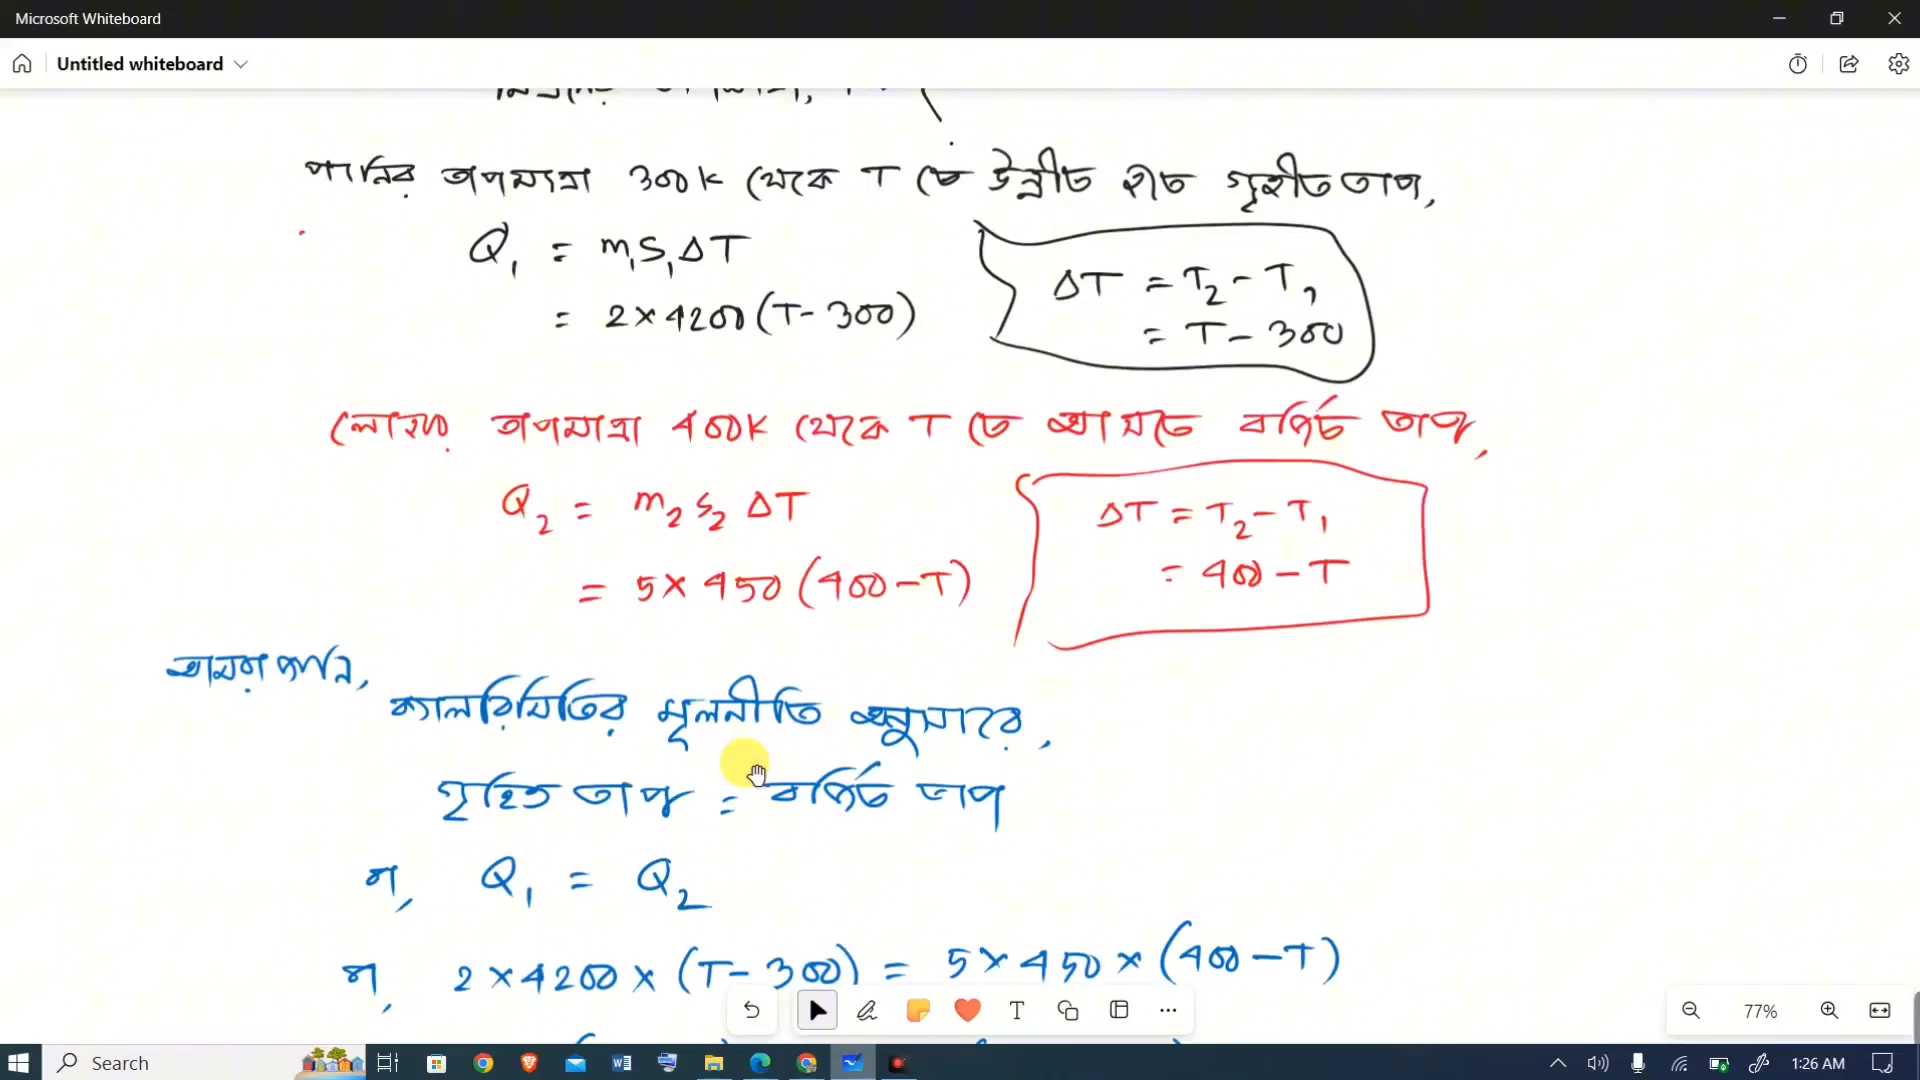 Microsoft Whiteboard
Untitled whiteboard
পানির তাপমাত্রা 300K থেকে T তে উন্নীত হতে গৃহীত তাপ,
Q₁ = m₁S₁ΔT
= 2×4200(T-300)
ΔT = T₂ - T₁
= T - 300
লোহার তাপমাত্রা 400K থেকে T তে আসতে বর্জিত তাপ,
Q₂ = m₂S₂ΔT
= 5×450(400-T)
ΔT = T₂ - T₁
= 400 - T
আমরা জানি,
ক্যালরিমিতির মূলনীতি অনুসারে,
গৃহিত তাপ = বর্জিত তাপ
বা, Q₁ = Q₂
বা, 2×4200×(T-300) = 5×450×(400-T)
77%
Search
1:26 AM